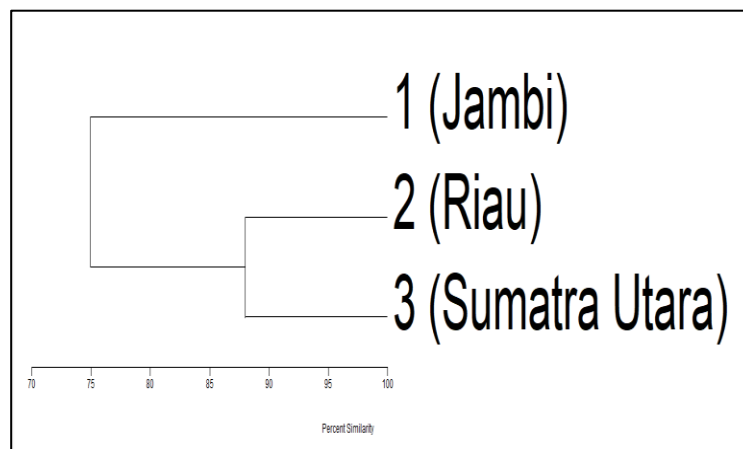 1 (Jambi)
2 (Riau)
3 (Sumatra Utara)
70 75 80 85 90 95 100
Percent Similarity